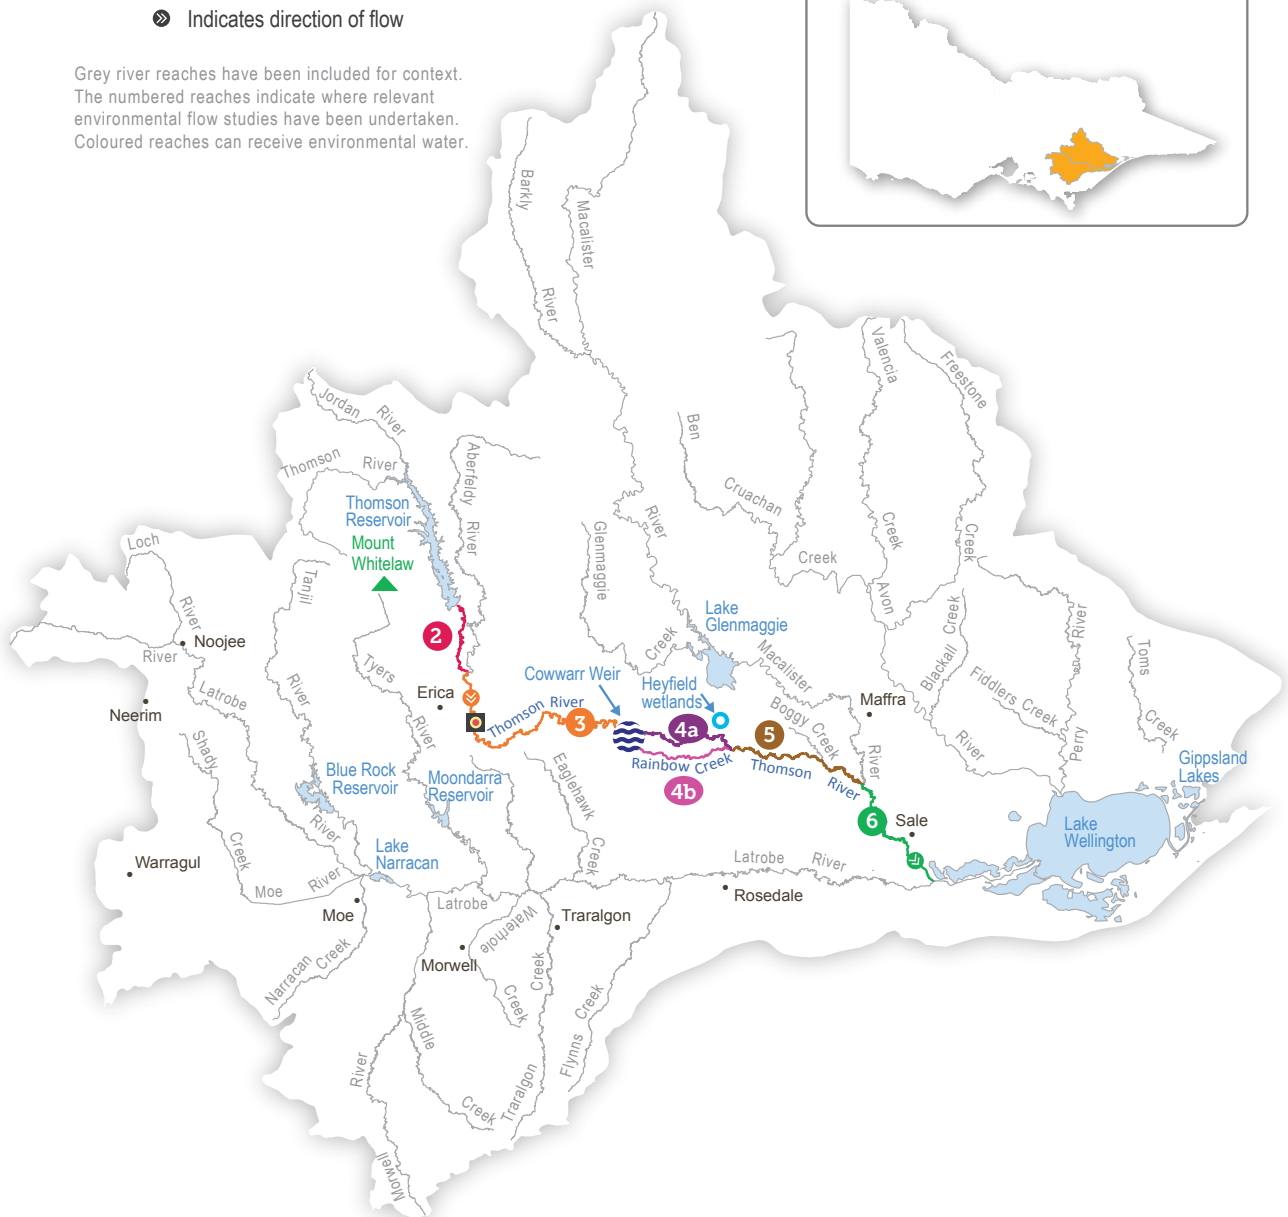 Indicates direction of flow
Grey river reaches have been included for context.
The numbered reaches indicate where relevant
environmental flow studies have been undertaken.
Coloured reaches can receive environmental water.
Barkly
River
Macalister
River
Valencia
Creek
Freestone
Creek
Jordan
River
Thomson
River
Aberfeldy
River
Ben
Cruachan
Creek
Thomson
Reservoir
Mount
Whitelaw
Loch
River
Tanjil
River
Glenmaggie
Creek
Avon
River
Blackall Creek
Fiddlers Creek
Perry
River
Toms
Creek
Noojee
River
Latrobe
River
Neerim
Shady
Creek
Tyers
River
Erica
2
Cowwarr Weir
Heyfield
wetlands
Lake
Glenmaggie
Macalister
River
Maffra
Boggy Creek
Thomson River
3
4a
4b
Rainbow Creek
5
Thomson
River
6
Sale
Gippsland
Lakes
Lake
Wellington
Blue Rock
Reservoir
Moondarra
Reservoir
Eaglehawk
Creek
Lake
Narracan
Warragul
Moe
River
Moe
Latrobe
Latrobe
River
Rosedale
Traralgon
Waterhole
Creek
Morwell
Narracan
Creek
Middle
Creek
Traralgon
Creek
Flynns
Creek
River
Morwell